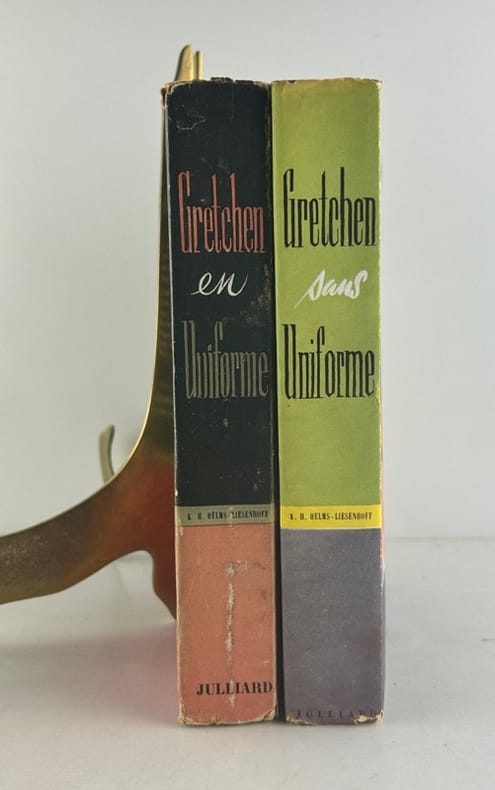 Gretchen
en
Uniforme
K. H. HELMS-LIESENHOFF
JULLIARD
Gretchen
sans
Uniforme
K. H. HELMS-LIESENHOFF
JULLIARD